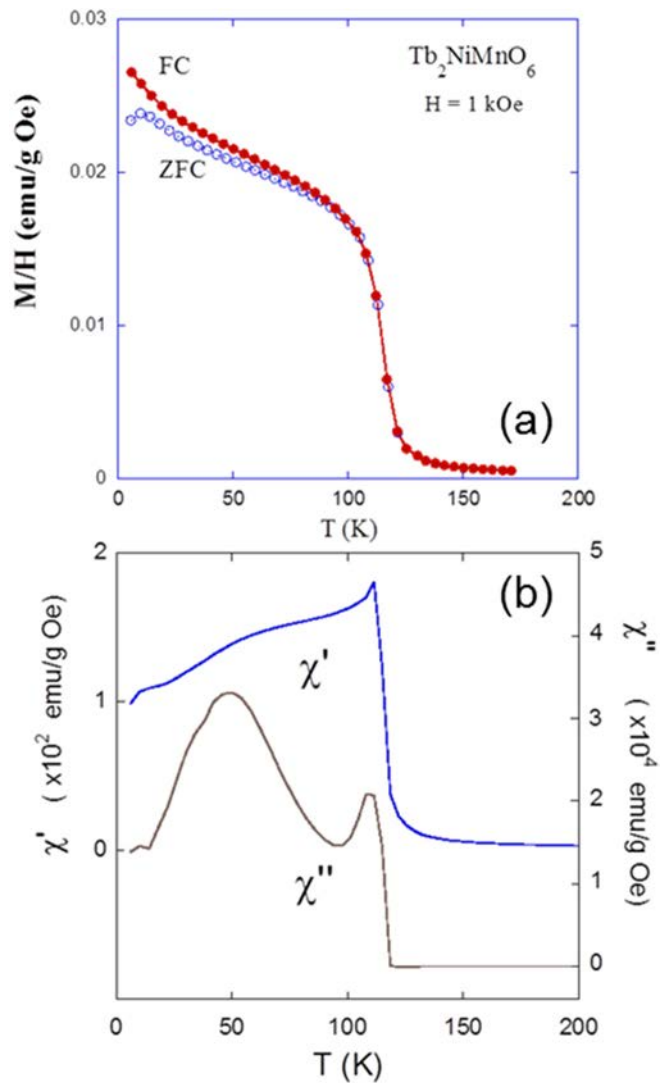 0.03
FC
Tb₂NiMnO₆
H = 1 kOe
0.02
ZFC
M/H (emu/g Oe)
0.01
(a)
0
0 50 100 150 200
T (K)
2
5
(b)
4
χ'
1
3
χ' ( x10² emu/g Oe)
χ" ( x10⁴ emu/g Oe)
2
0
χ"
1
0
0 50 100 150 200
T (K)